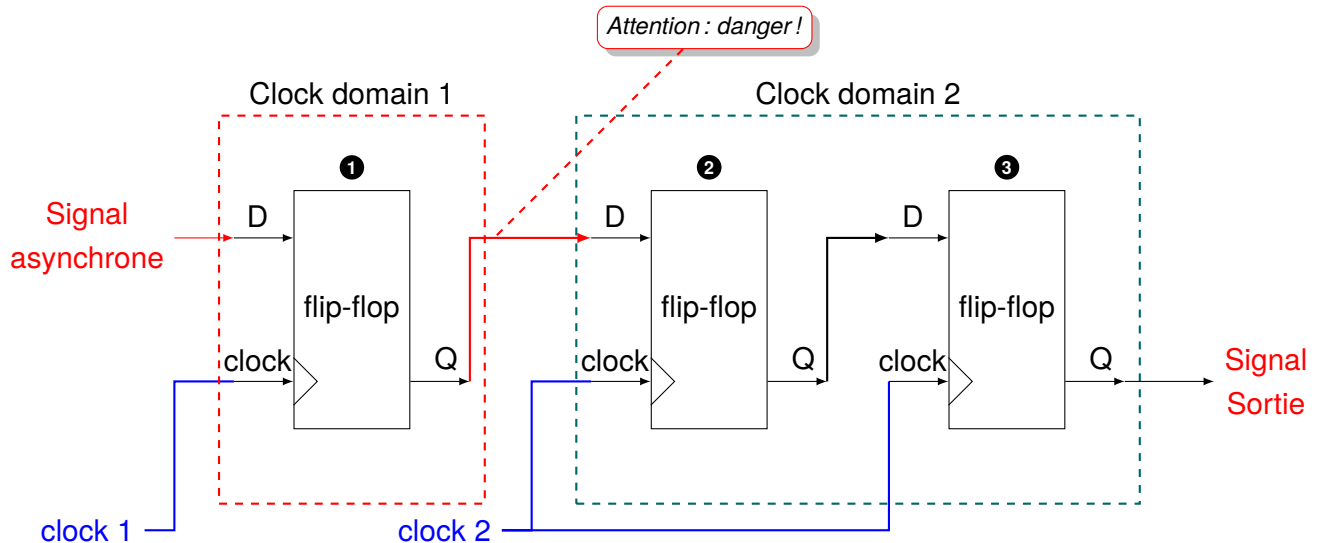 Attention : danger !
Clock domain 1
Clock domain 2
1
2
3
Signal
asynchrone
D
D
D
flip-flop
flip-flop
flip-flop
clock
Q
clock
Q
clock
Q
Signal
Sortie
clock 1
clock 2